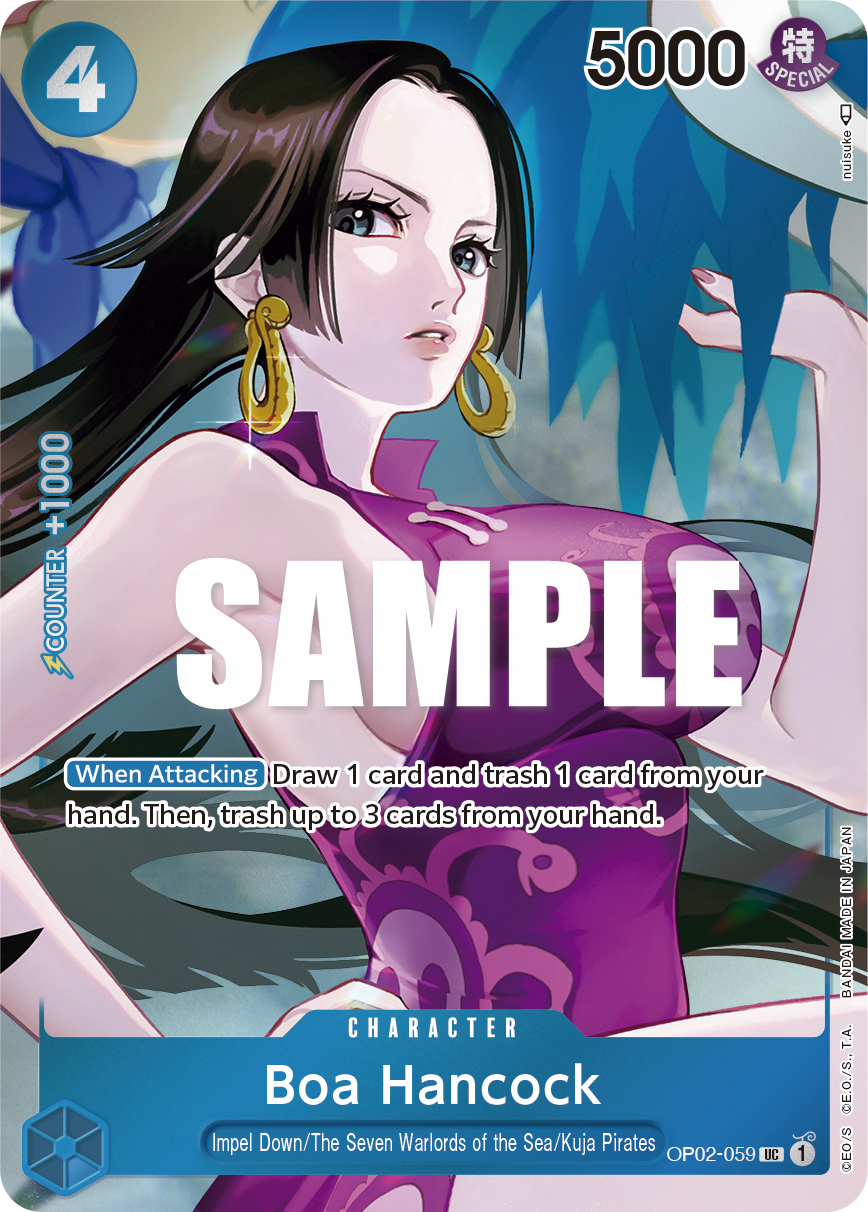 4
5000
特
SPECIAL
nuisuke
COUNTER +1000
SAMPLE
When Attacking Draw 1 card and trash 1 card from your
hand. Then, trash up to 3 cards from your hand.
CHARACTER
Boa Hancock
Impel Down/The Seven Warlords of the Sea/Kuja Pirates
OP02-059 UC 1
©EO/S ©E.O./S., T.A. BANDAI MADE IN JAPAN